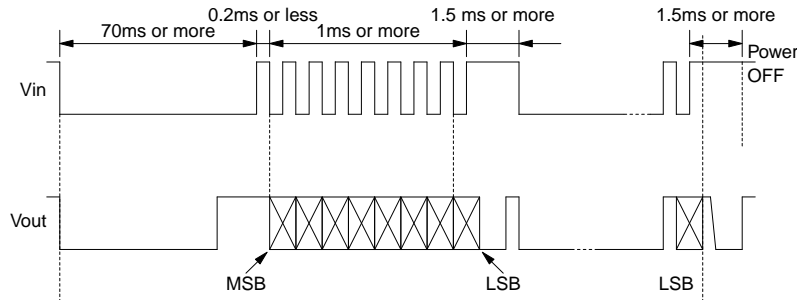 0.2ms or less
1.5 ms or more
1.5ms or more
70ms or more
1ms or more
Power
OFF
Vin
Vout
MSB
LSB
LSB